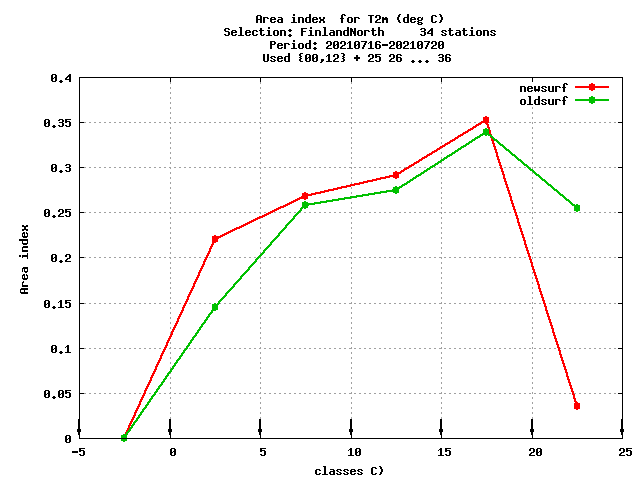 Area index  for T2m (deg C)
Selection: FinlandNorth     34 stations
Period: 20210716-20210720
Used {00,12} + 25 26 ... 36
newsurf
oldsurf
0.4
0.35
0.3
0.25
0.2
0.15
0.1
0.05
0
Area index
-5 0 5 10 15 20 25
classes C)